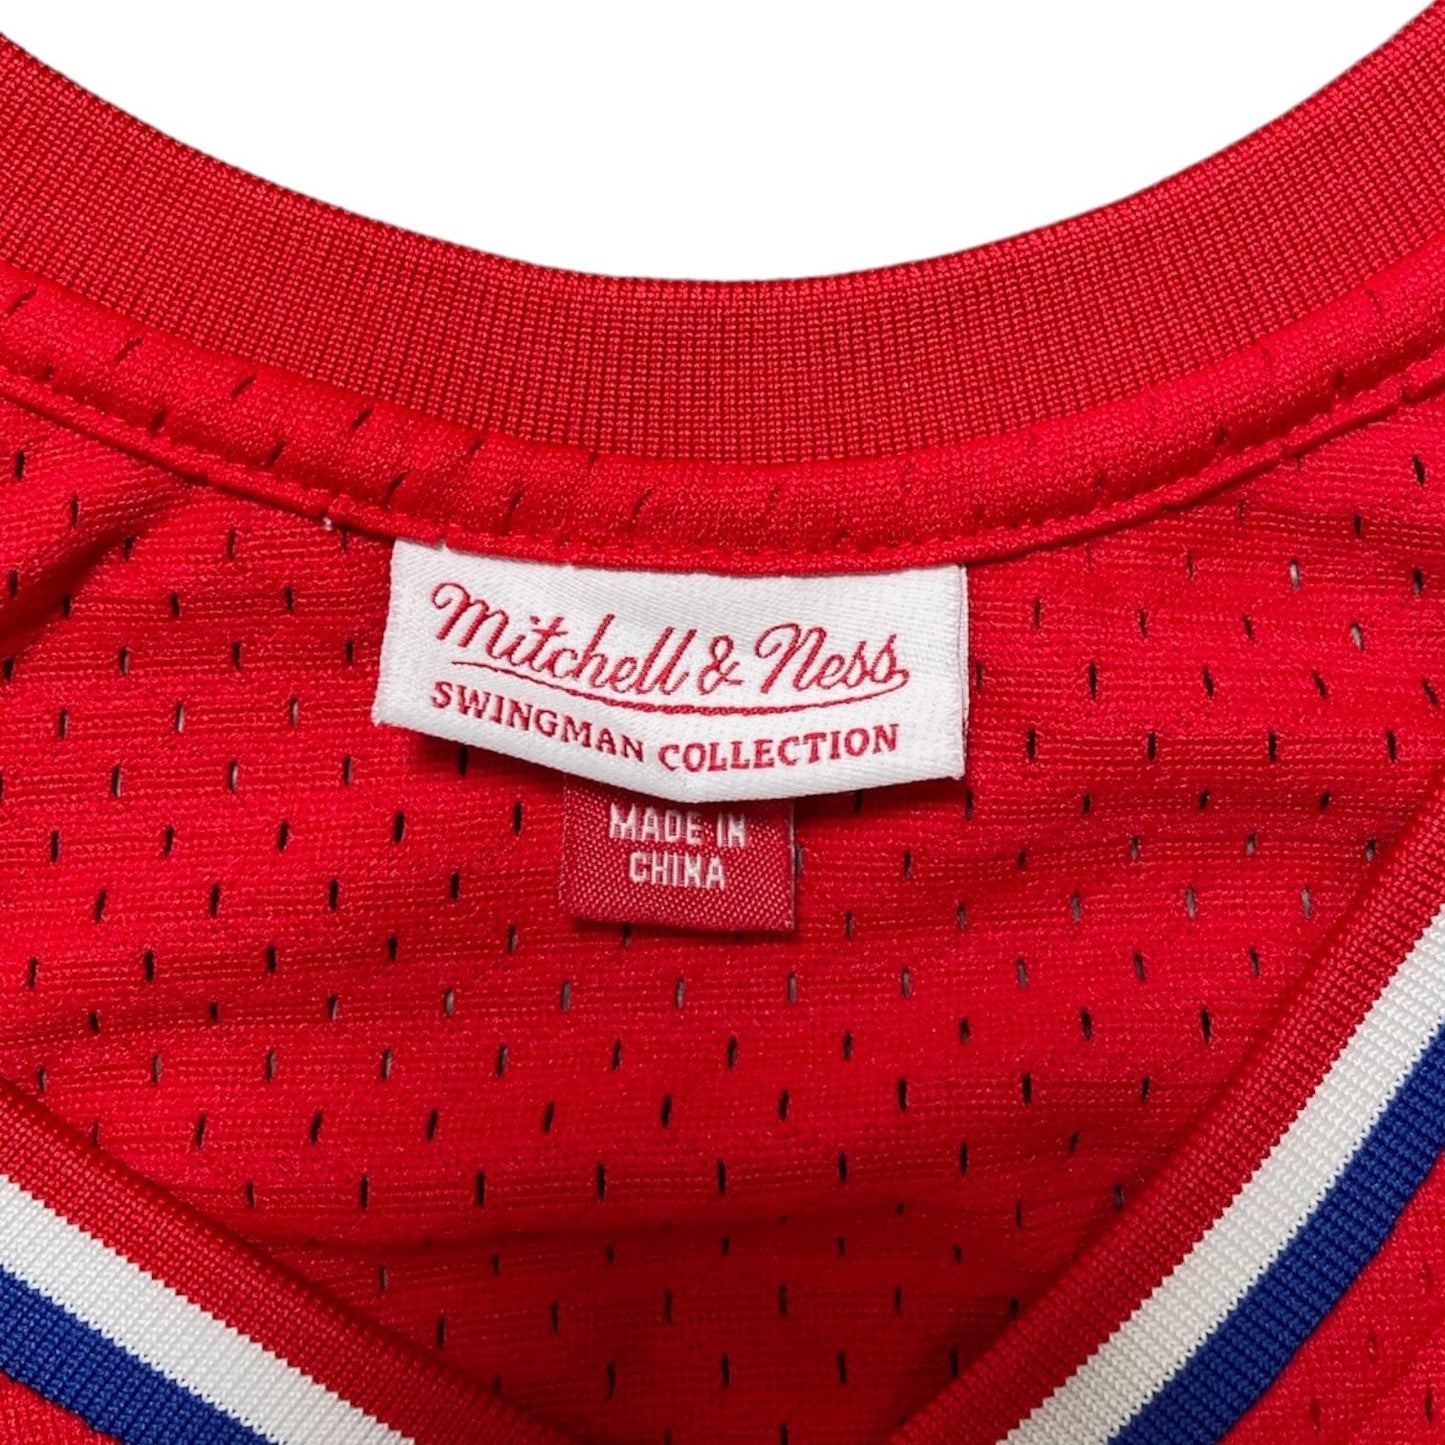 Mitchell & Ness
SWINGMAN COLLECTION
MADE IN
CHINA